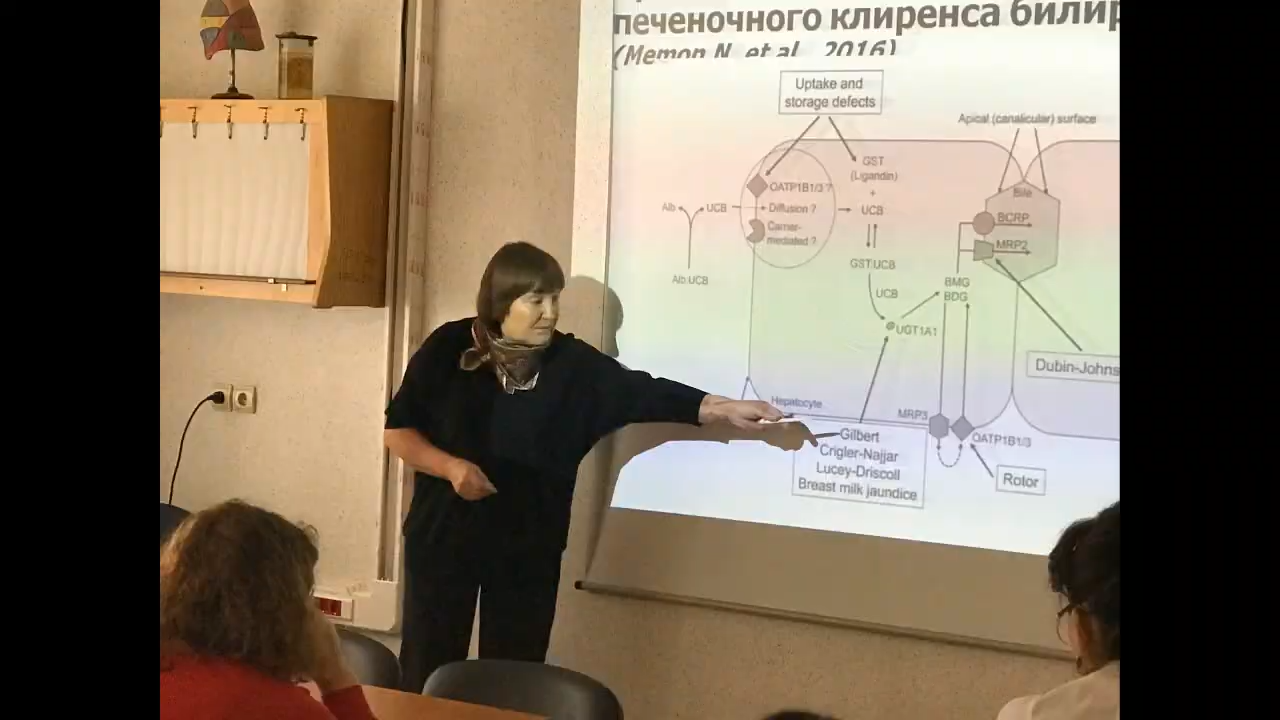 печеночного клиренса
(Memon N. et al., 2016)
Uptake and
storage defects
Apical (canalicular) surface
GST
(Ligandin)
+
UCB
OATP1B1/3 ?
Diffusion ?
Carrier-
mediated ?
Alb
UCB
Alb:UCB
GST:UCB
UCB
UGT1A1
BMG
BDG
Bile
BCRP
MRP2
Dubin-Johns
Hepatocyte
MRP3
OATP1B1/3
Rotor
Gilbert
Crigler-Najjar
Lucey-Driscoll
Breast milk jaundice